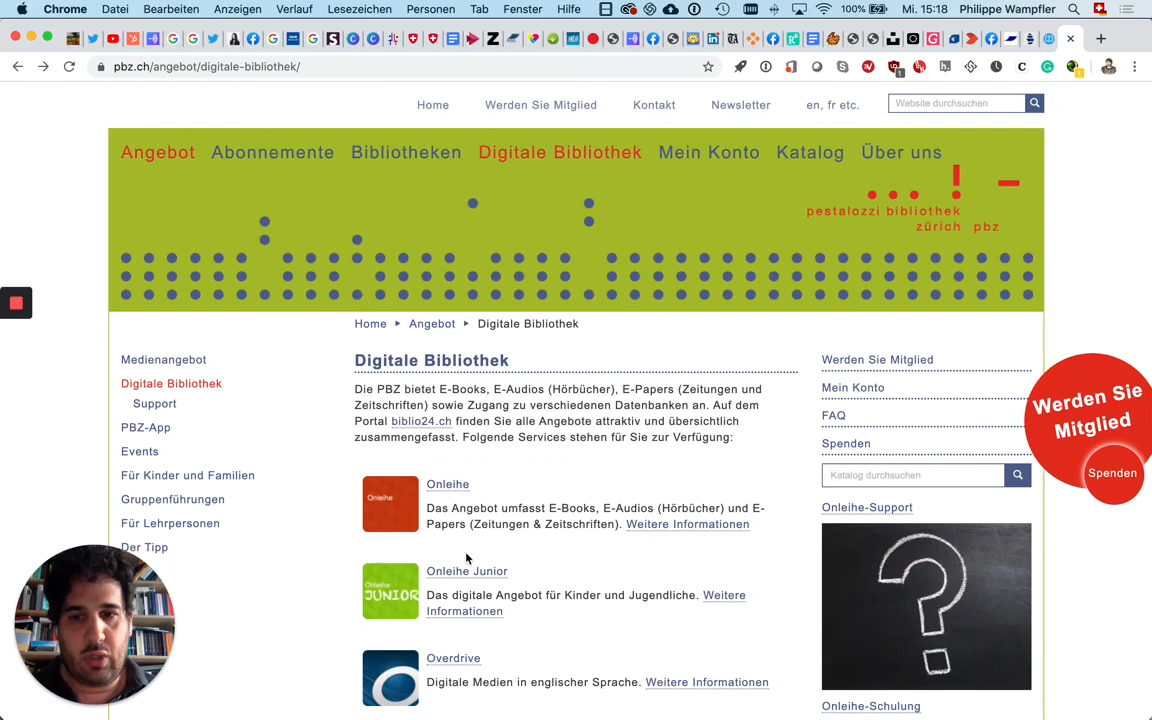 Chrome Datei Bearbeiten Anzeigen Verlauf Lesezeichen Personen Tab Fenster Hilfe 100% Mi. 15:18 Philippe Wampfler
pbz.ch/angebot/digitale-bibliothek/
Home Werden Sie Mitglied Kontakt Newsletter en, fr etc. Website durchsuchen
Angebot Abonnemente Bibliotheken Digitale Bibliothek Mein Konto Katalog Über uns
pestalozzi bibliothek
zürich pbz
Home Angebot Digitale Bibliothek
Medienangebot
Digitale Bibliothek
Support
PBZ-App
Events
Für Kinder und Familien
Gruppenführungen
Für Lehrpersonen
Der Tipp
Digitale Bibliothek
Die PBZ bietet E-Books, E-Audios (Hörbücher), E-Papers (Zeitungen und
Zeitschriften) sowie Zugang zu verschiedenen Datenbanken an. Auf dem
Portal biblio24.ch finden Sie alle Angebote attraktiv und übersichtlich
zusammengefasst. Folgende Services stehen für Sie zur Verfügung:
Onleihe
Onleihe
Das Angebot umfasst E-Books, E-Audios (Hörbücher) und E-
Papers (Zeitungen & Zeitschriften). Weitere Informationen
Onleihe
JUNIOR
Onleihe Junior
Das digitale Angebot für Kinder und Jugendliche. Weitere
Informationen
Overdrive
Digitale Medien in englischer Sprache. Weitere Informationen
Werden Sie Mitglied
Mein Konto
FAQ
Spenden
Katalog durchsuchen
Onleihe-Support
?
Onleihe-Schulung
Werden Sie
Mitglied
Spenden